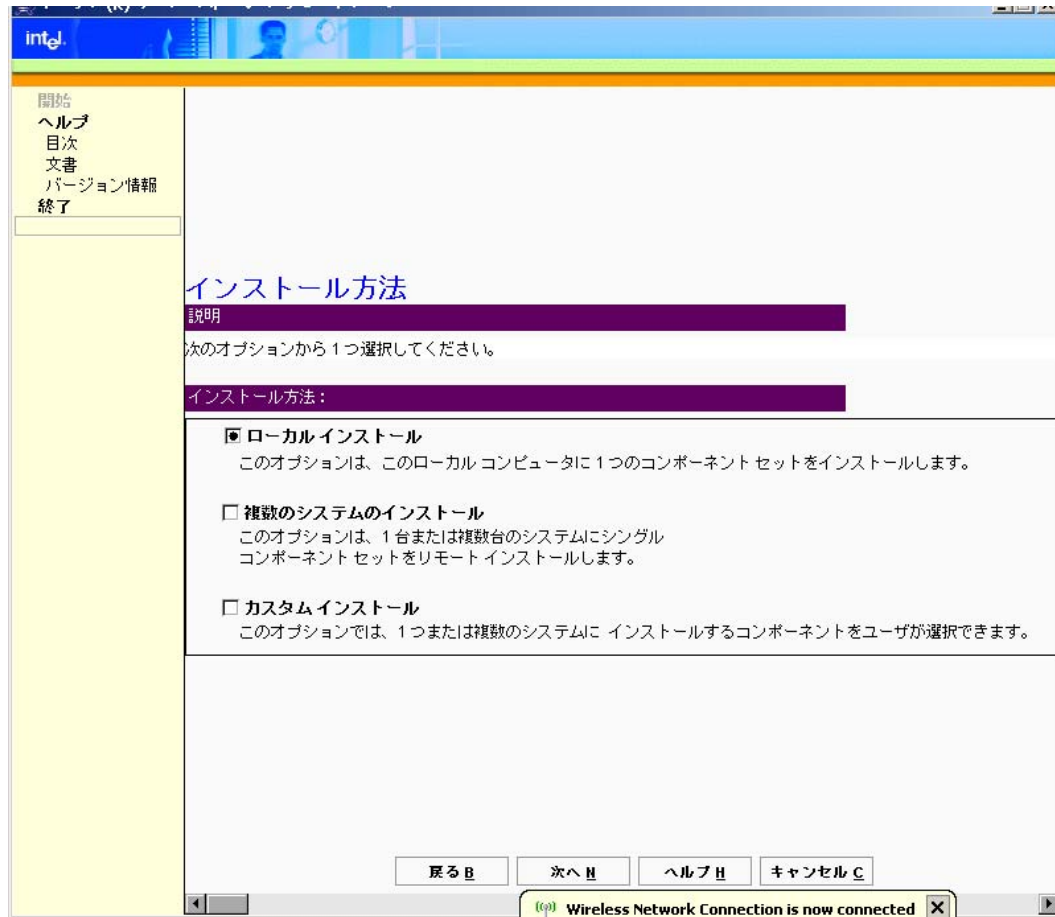 intel.
開始
ヘルプ
目次
文書
バージョン情報
終了
インストール方法
説明
次のオプションから1つ選択してください。
インストール方法：
ローカル インストール
このオプションは、このローカル コンピュータに1つのコンポーネント セットをインストールします。
複数のシステムのインストール
このオプションは、1台または複数台のシステムにシングル
コンポーネント セットをリモート インストールします。
カスタム インストール
このオプションでは、1つまたは複数のシステムに インストールするコンポーネントをユーザが選択できます。
戻る B
次へ N
ヘルプ H
キャンセル C
Wireless Network Connection is now connected